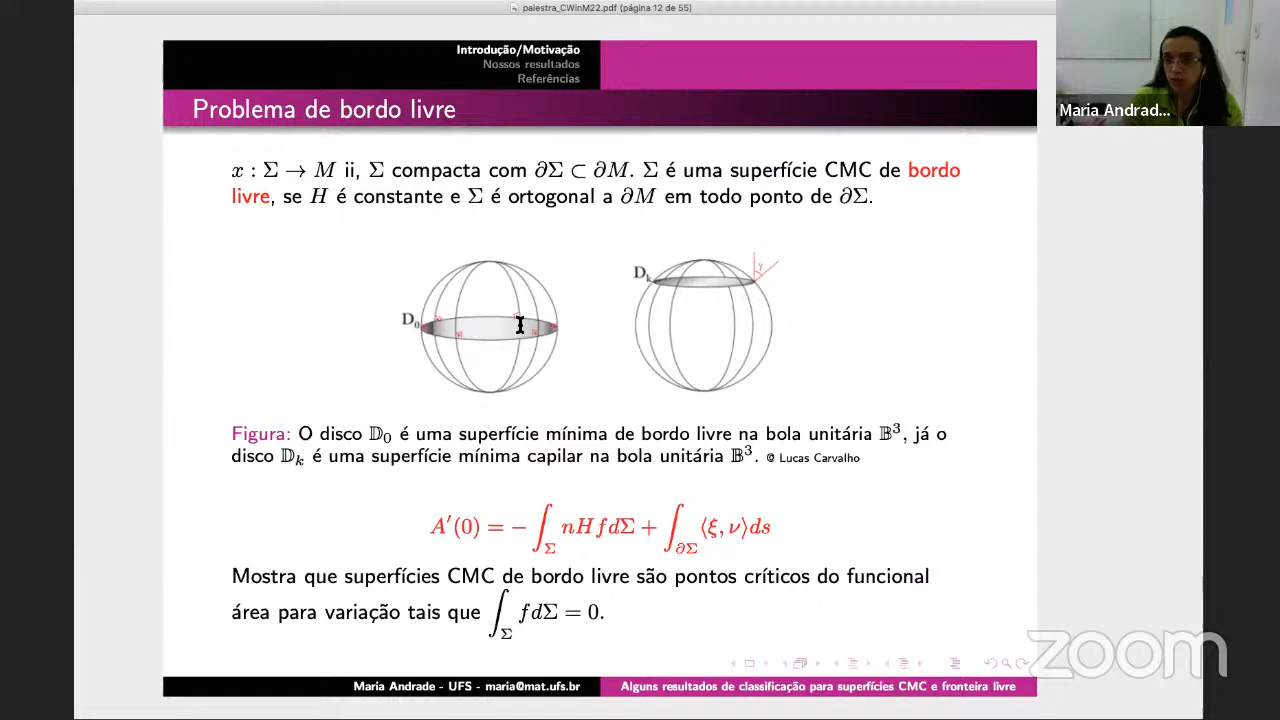 palestra_CWinM22.pdf (página 12 de 55)
Introdução/Motivação
Nossos resultados
Referências
Maria Andrad...
Problema de bordo livre
x : Σ → M ii, Σ compacta com ∂Σ ⊂ ∂M. Σ é uma superfície CMC de bordo
livre, se H é constante e Σ é ortogonal a ∂M em todo ponto de ∂Σ.
D₀
Dₖ
γ
Figura: O disco 𝔻₀ é uma superfície mínima de bordo livre na bola unitária 𝔹³, já o
disco 𝔻ₖ é uma superfície mínima capilar na bola unitária 𝔹³. @ Lucas Carvalho
A′(0) = −∫_Σ nHfdΣ + ∫_∂Σ ⟨ξ, ν⟩ds
Mostra que superfícies CMC de bordo livre são pontos críticos do funcional
área para variação tais que ∫_Σ fdΣ = 0.
zoom
Maria Andrade - UFS - maria@mat.ufs.br
Alguns resultados de classificação para superfícies CMC e fronteira livre